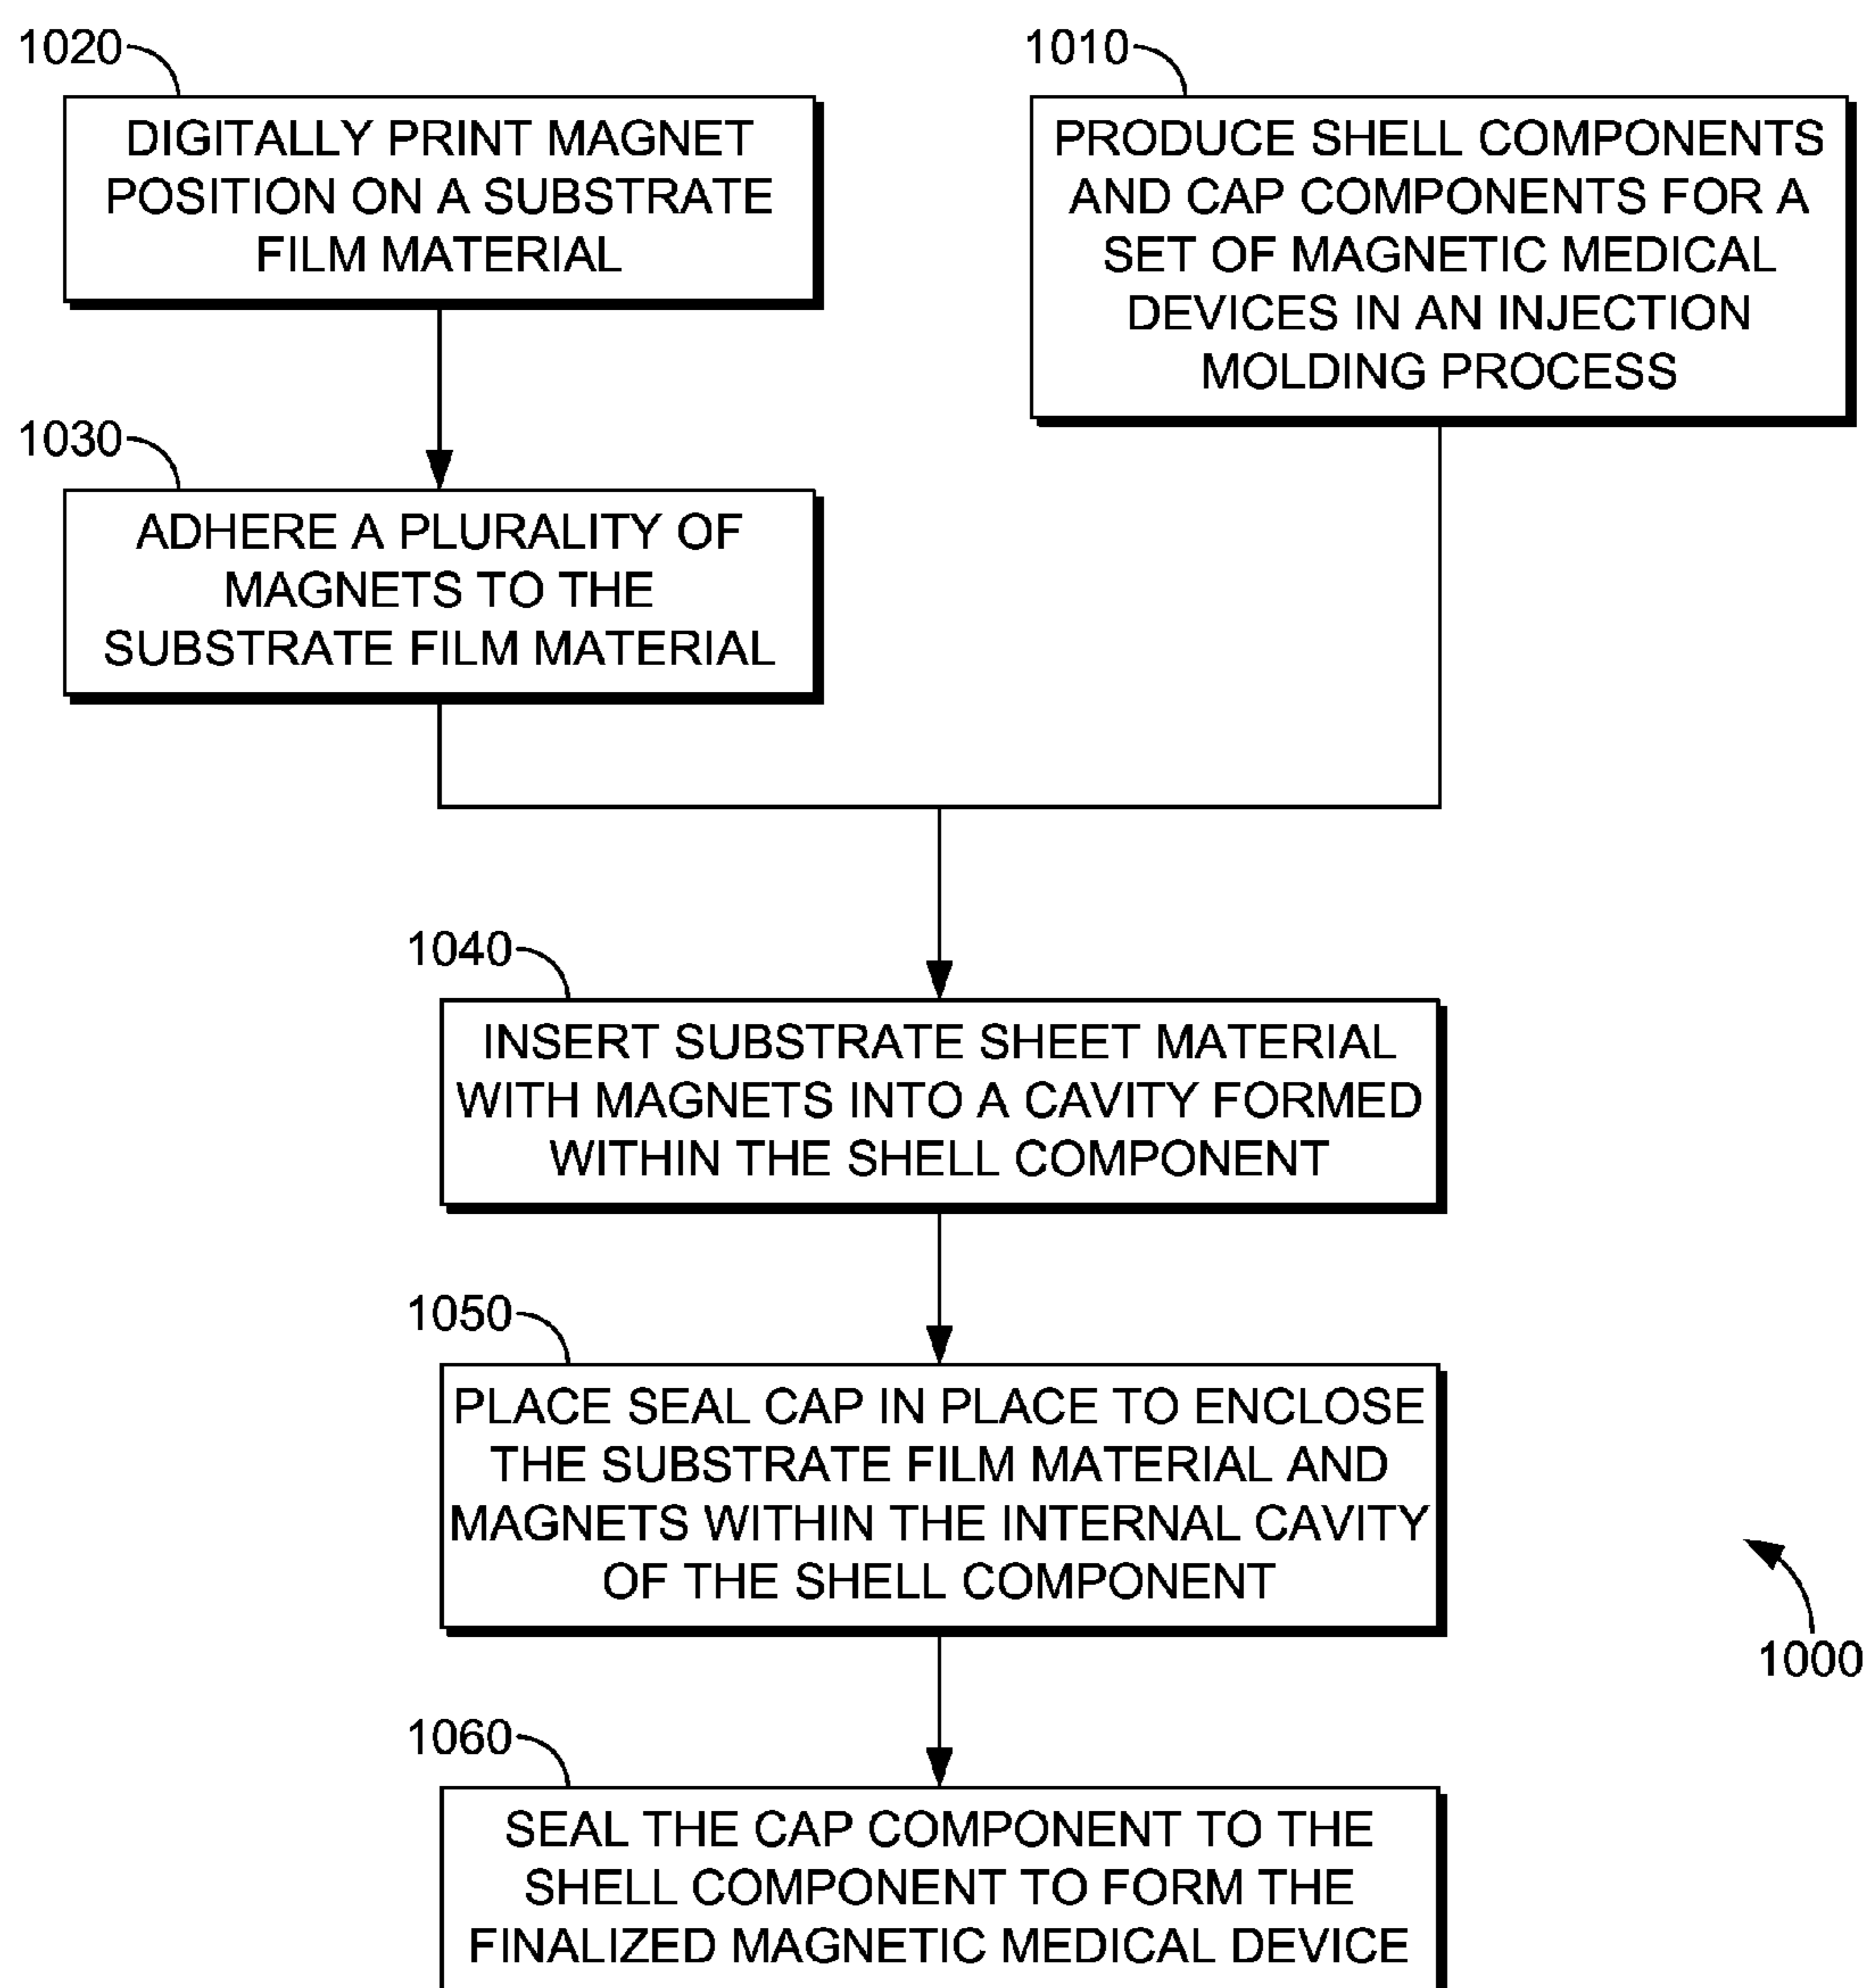 1020
DIGITALLY PRINT MAGNET
POSITION ON A SUBSTRATE
FILM MATERIAL
1010
PRODUCE SHELL COMPONENTS
AND CAP COMPONENTS FOR A
SET OF MAGNETIC MEDICAL
DEVICES IN AN INJECTION
MOLDING PROCESS
1030
ADHERE A PLURALITY OF
MAGNETS TO THE
SUBSTRATE FILM MATERIAL
1040
INSERT SUBSTRATE SHEET MATERIAL
WITH MAGNETS INTO A CAVITY FORMED
WITHIN THE SHELL COMPONENT
1050
PLACE SEAL CAP IN PLACE TO ENCLOSE
THE SUBSTRATE FILM MATERIAL AND
MAGNETS WITHIN THE INTERNAL CAVITY
OF THE SHELL COMPONENT
1000
1060
SEAL THE CAP COMPONENT TO THE
SHELL COMPONENT TO FORM THE
FINALIZED MAGNETIC MEDICAL DEVICE